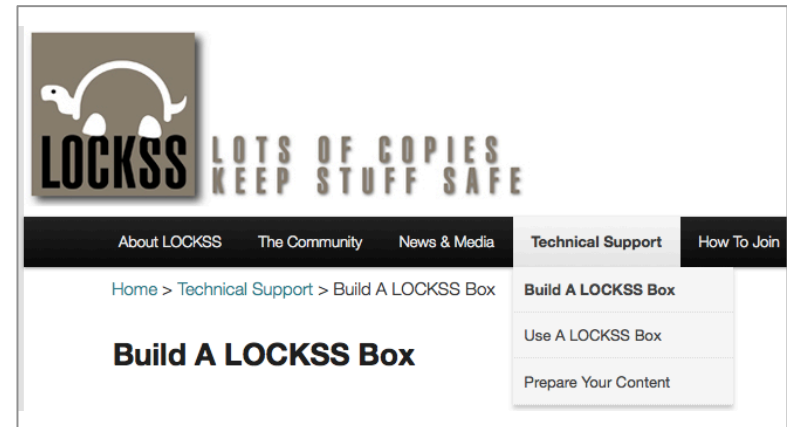 LOCKSS
LOTS OF COPIES
KEEP STUFF SAFE
About LOCKSS The Community News & Media Technical Support How To Join
Home > Technical Support > Build A LOCKSS Box
Build A LOCKSS Box
Use A LOCKSS Box
Prepare Your Content
Build A LOCKSS Box